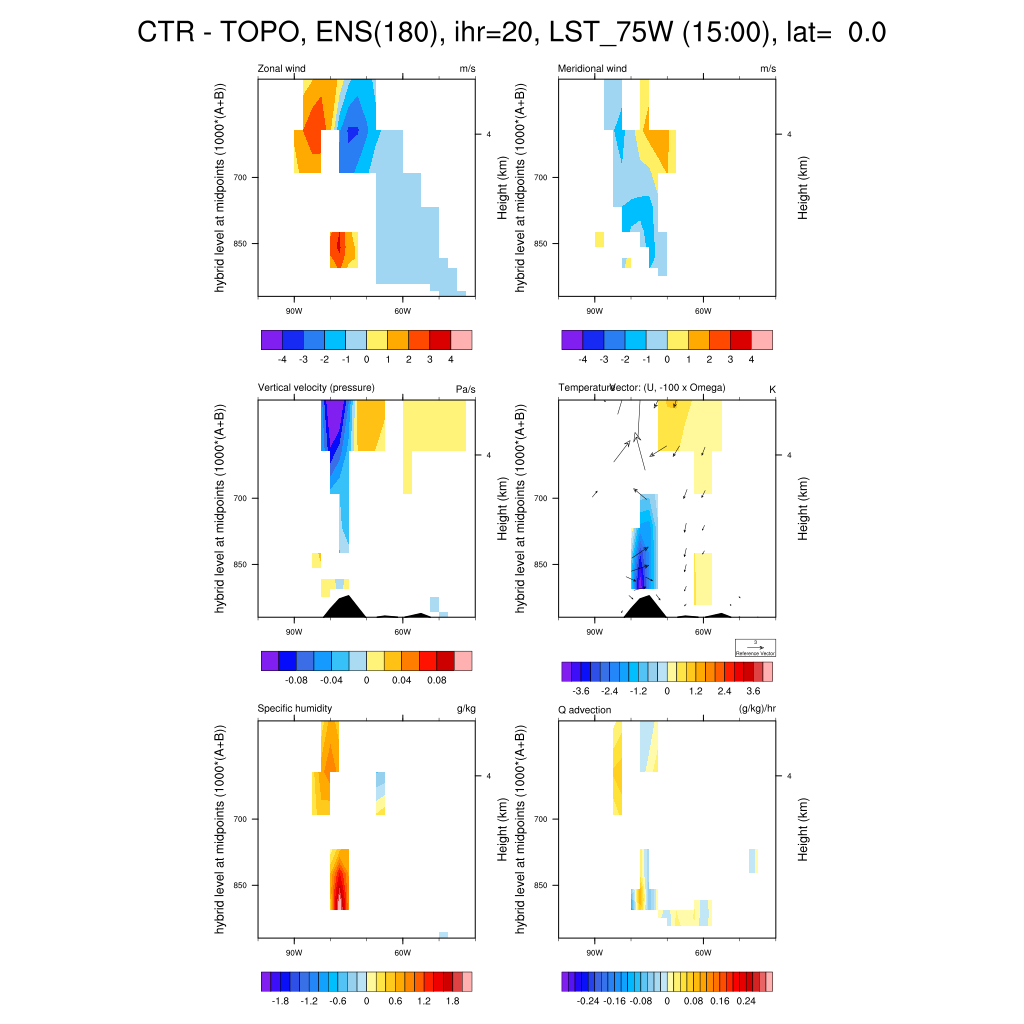 CTR - TOPO, ENS(180), ihr=20, LST_75W (15:00), lat= 0.0
Zonal wind m/s
hybrid level at midpoints (1000*(A+B))
700
850
4
Height (km)
90W 60W
-4 -3 -2 -1 0 1 2 3 4
Meridional wind m/s
hybrid level at midpoints (1000*(A+B))
700
850
4
Height (km)
90W 60W
-4 -3 -2 -1 0 1 2 3 4
Vertical velocity (pressure) Pa/s
hybrid level at midpoints (1000*(A+B))
700
850
4
Height (km)
90W 60W
-0.08 -0.04 0 0.04 0.08
Temperature Vector: (U, -100 x Omega) K
hybrid level at midpoints (1000*(A+B))
700
850
4
Height (km)
90W 60W
3
Reference Vector
-3.6 -2.4 -1.2 0 1.2 2.4 3.6
Specific humidity g/kg
hybrid level at midpoints (1000*(A+B))
700
850
4
Height (km)
90W 60W
-1.8 -1.2 -0.6 0 0.6 1.2 1.8
Q advection (g/kg)/hr
hybrid level at midpoints (1000*(A+B))
700
850
4
Height (km)
90W 60W
-0.24 -0.16 -0.08 0 0.08 0.16 0.24